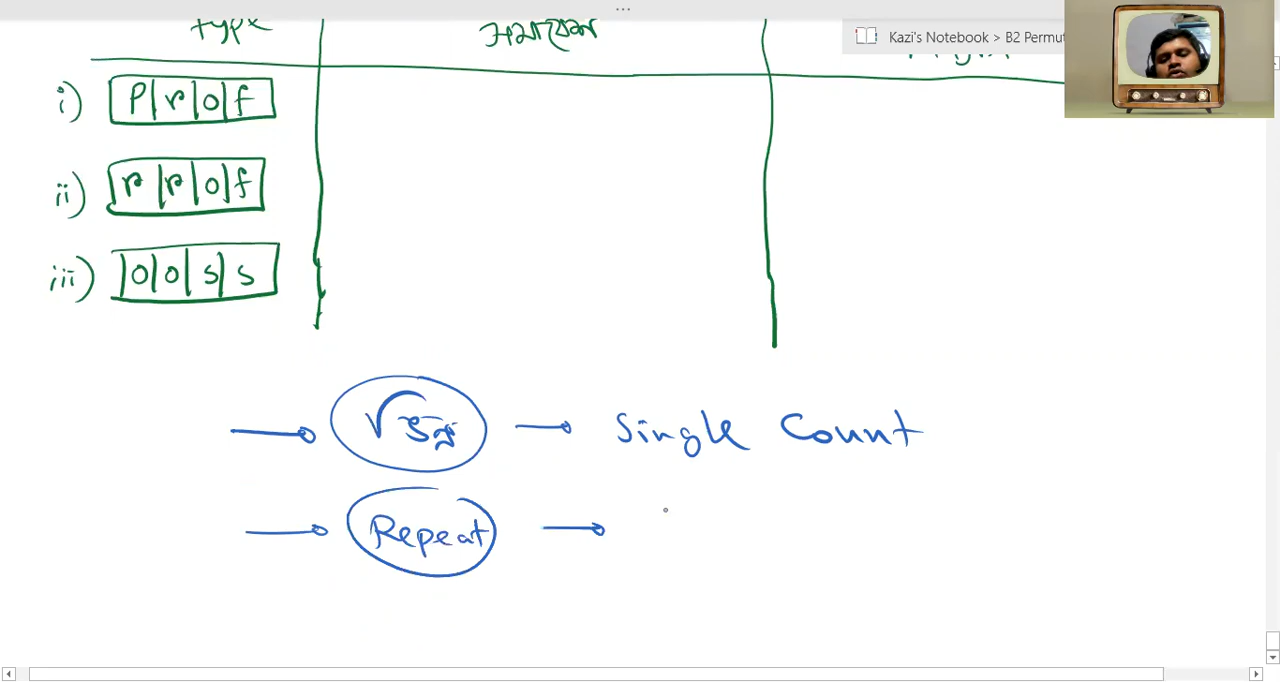 ...
Type সমাবেশ
Kazi's Notebook > B2 Permut
i) P|r|o|f
ii) r|r|o|f
iii) |o|o|s|s
Single Count
Repeat